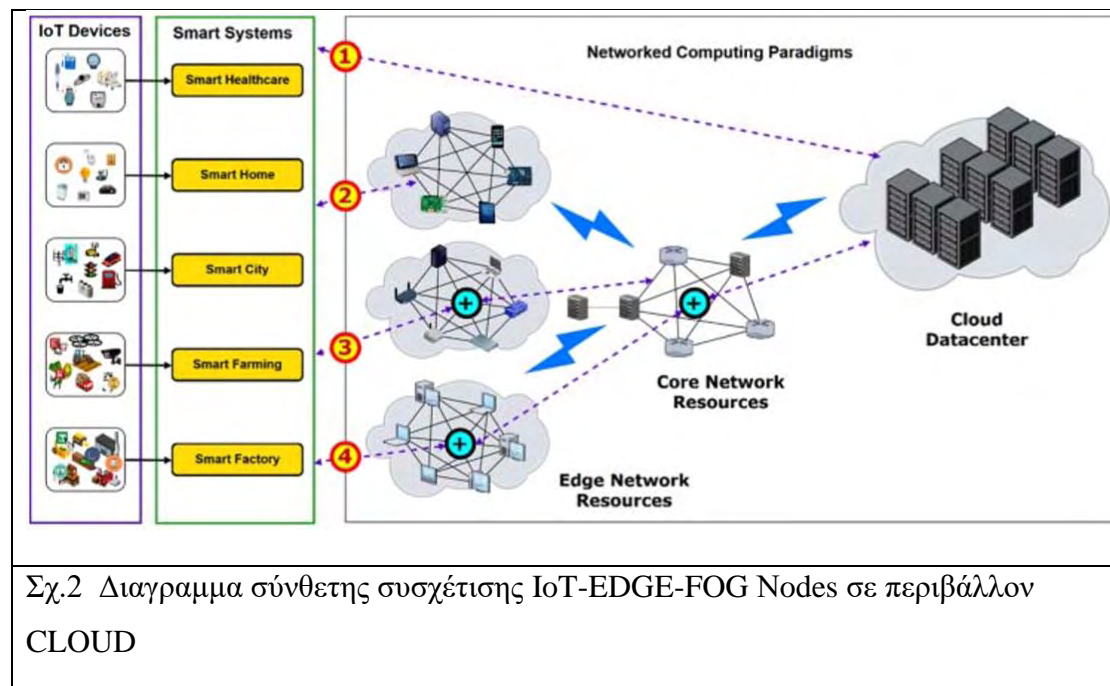 IoT Devices
Smart Systems
Smart Healthcare
Smart Home
Smart City
Smart Farming
Smart Factory
Networked Computing Paradigms
1
2
3
4
+
+
+
Cloud
Datacenter
Core Network
Resources
Edge Network
Resources
Σχ.2 Διαγραμμα σύνθετης συσχέτισης IoT-EDGE-FOG Nodes σε περιβάλλον
CLOUD